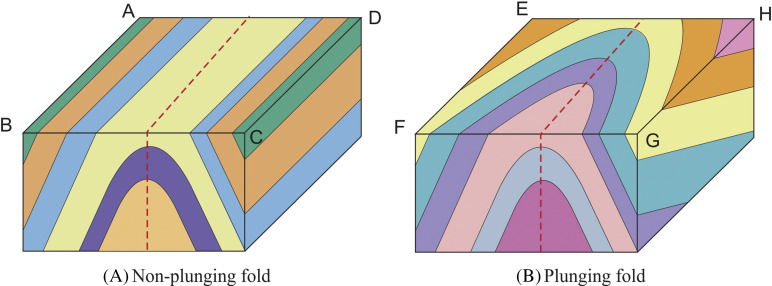 A
D
E
H
B
C
F
G
(A) Non-plunging fold
(B) Plunging fold